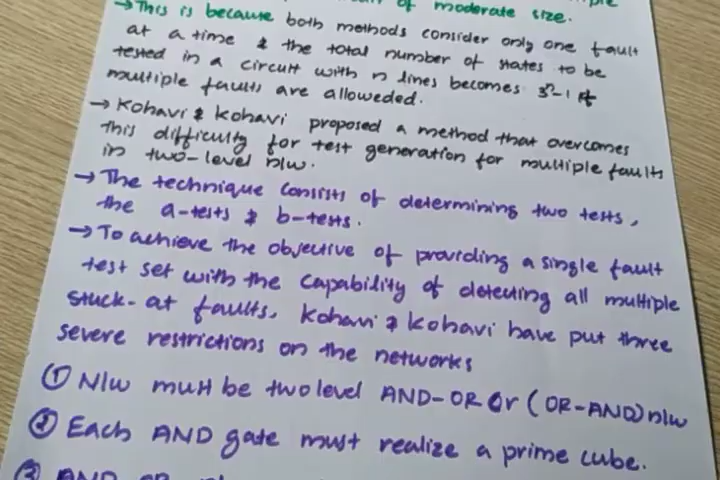 of moderate size.
→ This is because both methods consider only one fault
at a time & the total number of states to be
tested in a circuit with n lines becomes 3ⁿ-1 if
multiple faults are alloweded.
→ Kohavi & kohavi proposed a method that overcomes
this difficulty for test generation for multiple faults
in two-level n/w.
→ The technique consists of determining two tests,
the a-tests & b-tests.
→ To achieve the objective of providing a single fault
test set with the capability of detecting all multiple
stuck-at faults, Kohavi & kohavi have put three
severe restrictions on the networks
① N/w must be two level AND-OR or (OR-AND) n/w
② Each AND gate must realize a prime cube.
③ AND OR